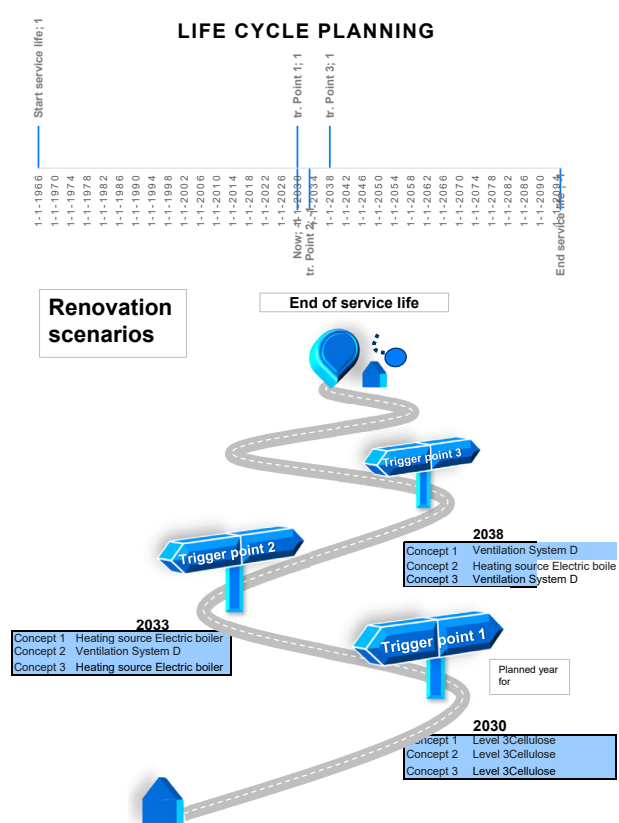 LIFE CYCLE PLANNING
Start service life; 1
tr. Point 1; 1
tr. Point 3; 1
1-1-1966
1-1-1970
1-1-1974
1-1-1978
1-1-1982
1-1-1986
1-1-1990
1-1-1994
1-1-1998
1-1-2002
1-1-2006
1-1-2010
1-1-2014
1-1-2018
1-1-2022
1-1-2026
1-1-2030
1-1-2034
1-1-2038
1-1-2042
1-1-2046
1-1-2050
1-1-2054
1-1-2058
1-1-2062
1-1-2066
1-1-2070
1-1-2074
1-1-2078
1-1-2082
1-1-2086
1-1-2090
1-1-2094
Now; -1
tr. Point 2; -1
End service life; -1
Renovation
scenarios
End of service life
Trigger point 3
2038
Concept 1 Ventilation System D
Concept 2 Heating source Electric boile
Concept 3 Ventilation System D
Trigger point 2
2033
Concept 1 Heating source Electric boiler
Concept 2 Ventilation System D
Concept 3 Heating source Electric boiler
Trigger point 1
Planned year
for
2030
Concept 1 Level 3Cellulose
Concept 2 Level 3Cellulose
Concept 3 Level 3Cellulose